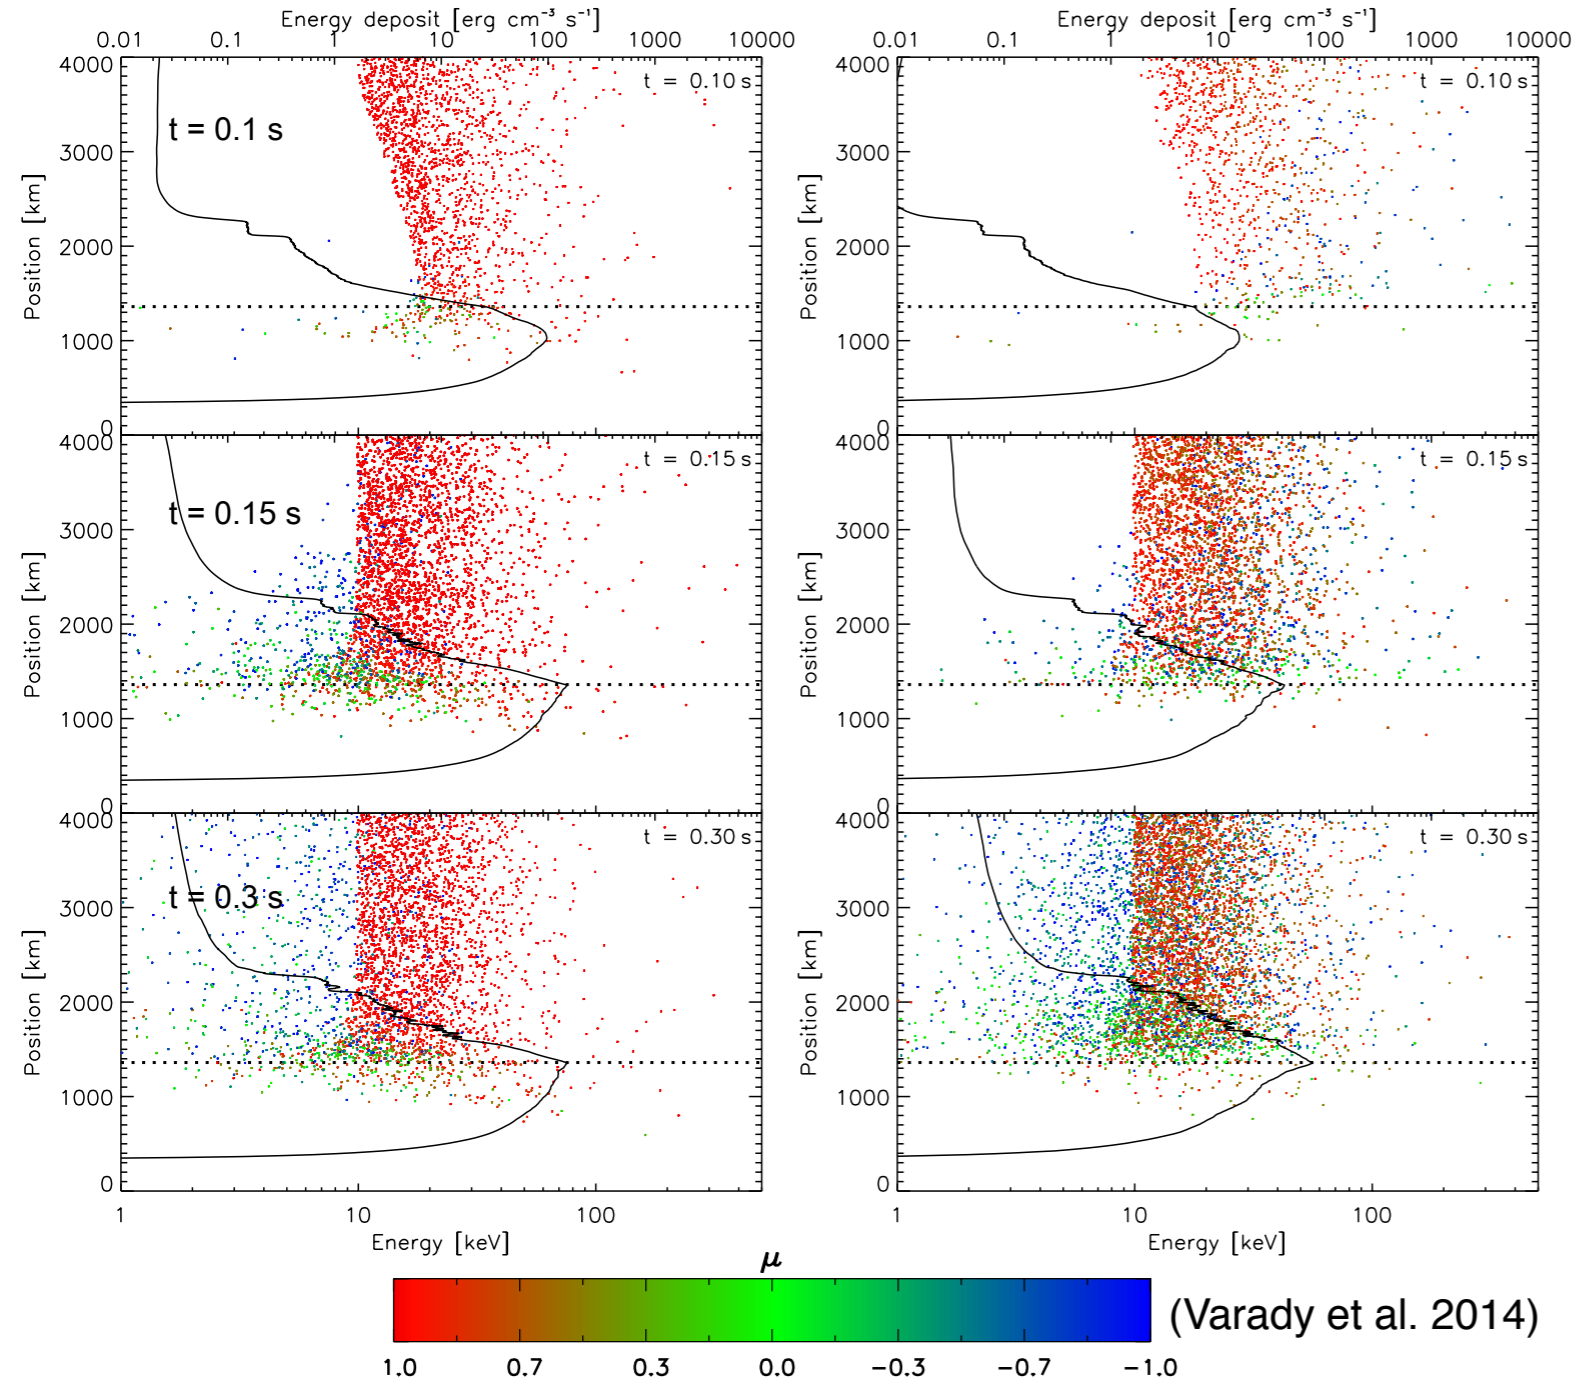 Energy deposit [erg cm⁻³ s⁻¹]
Energy deposit [erg cm⁻³ s⁻¹]
0.01 0.1 1 10 100 1000 10000
0.01 0.1 1 10 100 1000 10000
4000
3000
2000
1000
0
Position [km]
t = 0.10 s
t = 0.1 s
4000
3000
2000
1000
0
Position [km]
t = 0.10 s
4000
3000
2000
1000
0
Position [km]
t = 0.15 s
t = 0.15 s
4000
3000
2000
1000
0
Position [km]
t = 0.15 s
4000
3000
2000
1000
0
Position [km]
t = 0.30 s
t = 0.3 s
4000
3000
2000
1000
0
Position [km]
t = 0.30 s
1 10 100
1 10 100
Energy [keV]
Energy [keV]
μ
1.0 0.7 0.3 0.0 -0.3 -0.7 -1.0
(Varady et al. 2014)